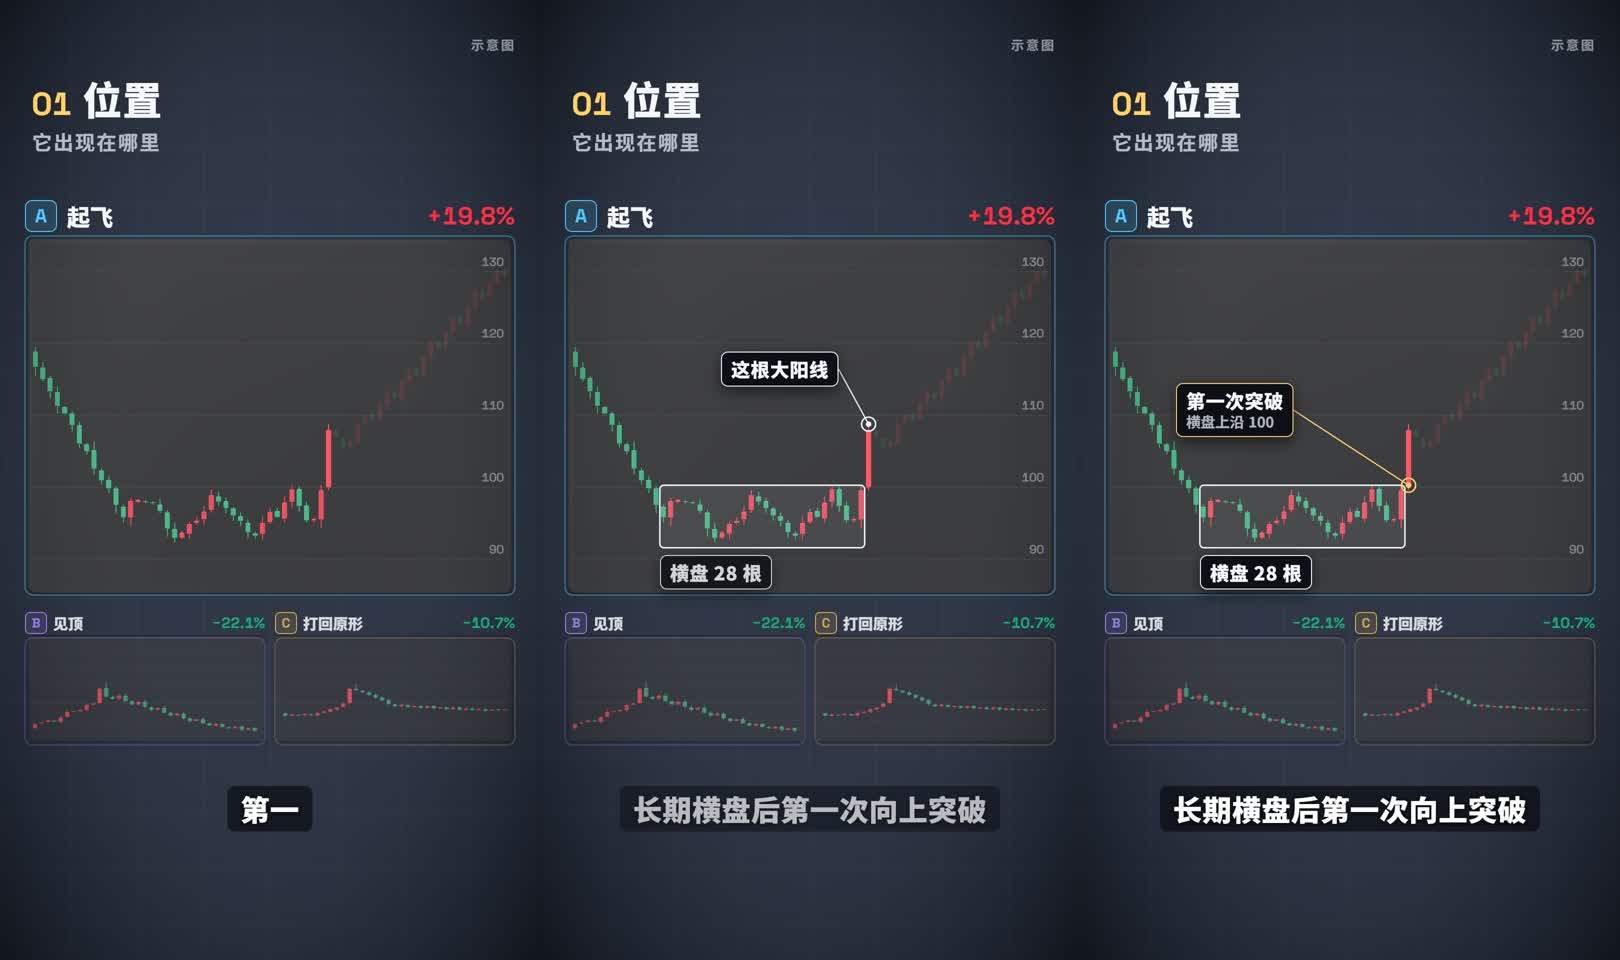 示意图
01 位置
它出现在哪里
A 起飞 +19.8%
130
120
110
100
90
B 见顶 -22.1%
C 打回原形 -10.7%
第一
示意图
01 位置
它出现在哪里
A 起飞 +19.8%
130
120
这根大阳线
110
100
90
横盘 28 根
B 见顶 -22.1%
C 打回原形 -10.7%
长期横盘后第一次向上突破
示意图
01 位置
它出现在哪里
A 起飞 +19.8%
130
120
110
第一次突破
横盘上沿 100
100
90
横盘 28 根
B 见顶 -22.1%
C 打回原形 -10.7%
长期横盘后第一次向上突破